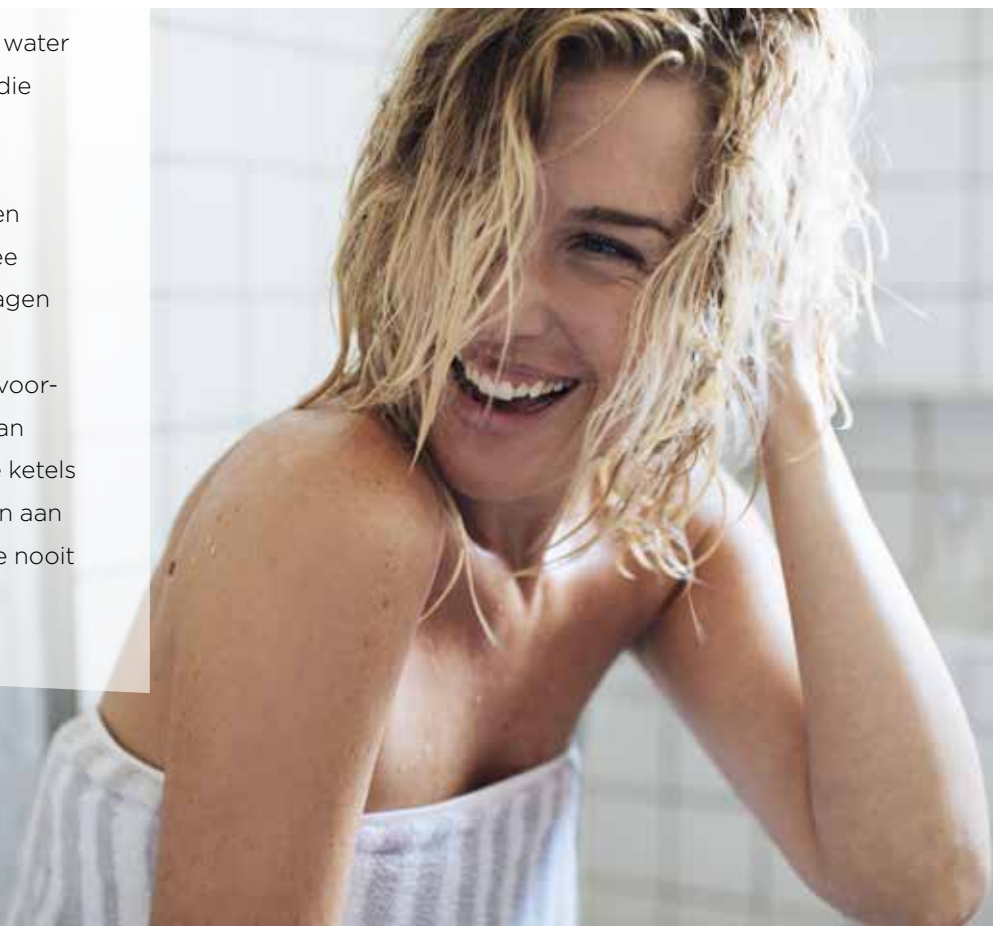 water
die
en
ee
agen
voor-
an
ketels
n aan
e nooit